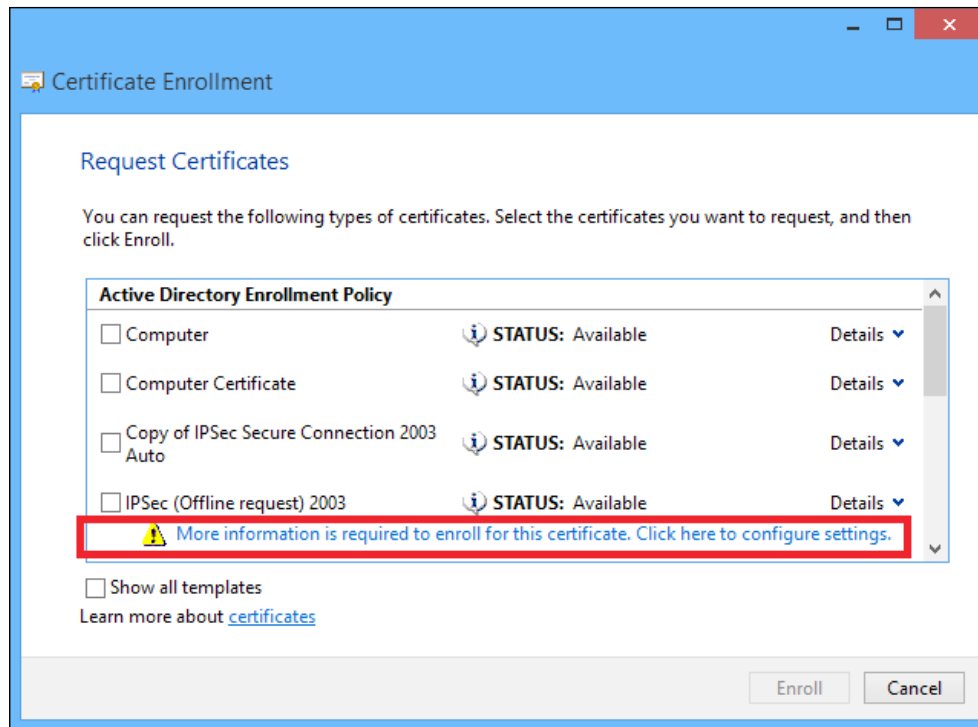 Certificate Enrollment
Request Certificates
You can request the following types of certificates. Select the certificates you want to request, and then
click Enroll.
Active Directory Enrollment Policy
Computer STATUS: Available Details
Computer Certificate STATUS: Available Details
Copy of IPSec Secure Connection 2003
Auto STATUS: Available Details
IPSec (Offline request) 2003 STATUS: Available Details
More information is required to enroll for this certificate. Click here to configure settings.
Show all templates
Learn more about certificates
Enroll Cancel